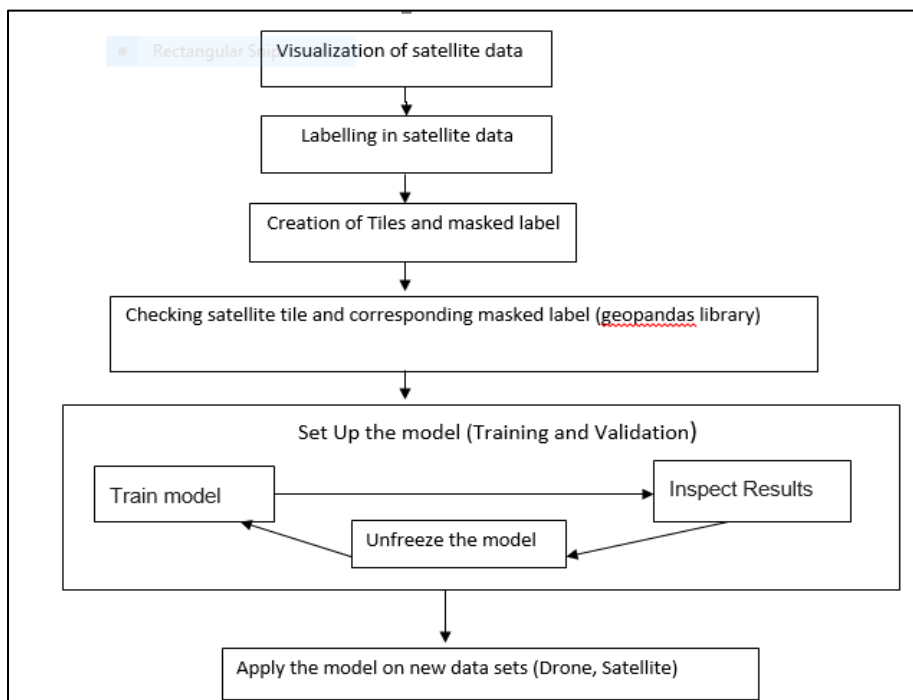 Rectangular Snip
Visualization of satellite data
Labelling in satellite data
Creation of Tiles and masked label
Checking satellite tile and corresponding masked label (geopandas library)
Set Up the model (Training and Validation)
Train model
Inspect Results
Unfreeze the model
Apply the model on new data sets (Drone, Satellite)